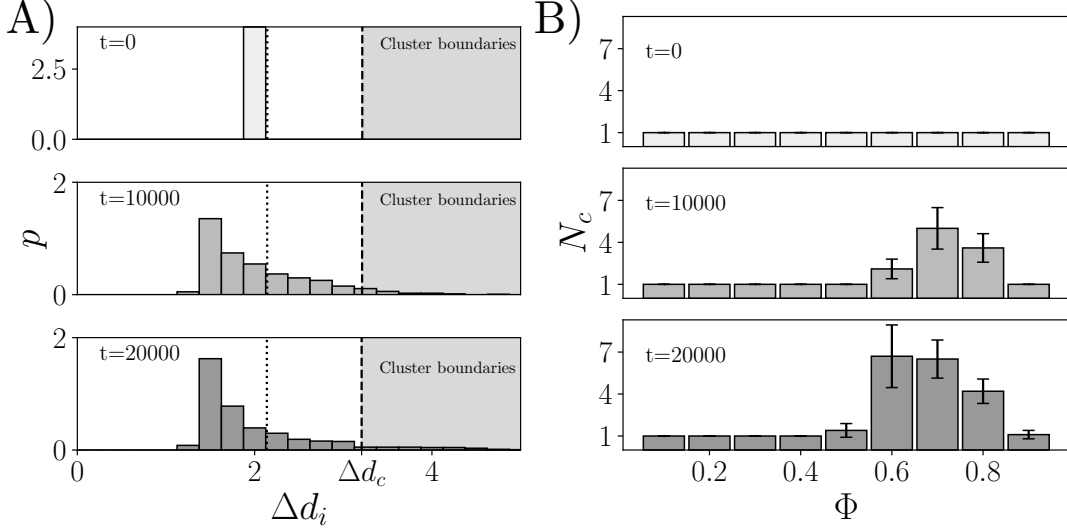 A)
t=0
Cluster boundaries
2.5
0.0
t=10000
Cluster boundaries
2
0
p
t=20000
Cluster boundaries
2
0
0
2
Δd_c
4
Δd_i
B)
t=0
7
4
1
t=10000
7
4
1
N_c
t=20000
7
4
1
0.2
0.4
0.6
0.8
Φ